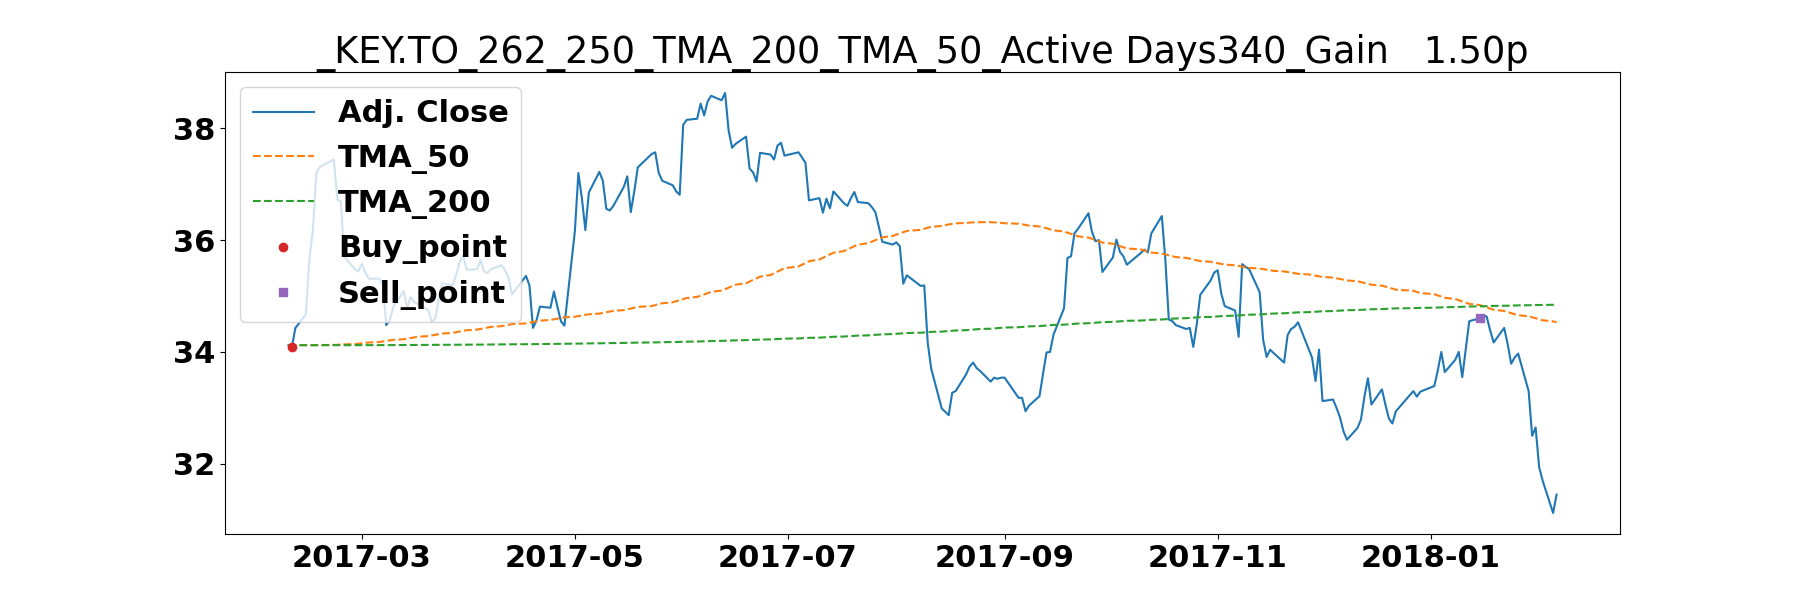 _KEY.TO_262_250_TMA_200_TMA_50_Active Days340_Gain   1.50p
Adj. Close
TMA_50
TMA_200
Buy_point
Sell_point
38
36
34
32
2017-03 2017-05 2017-07 2017-09 2017-11 2018-01